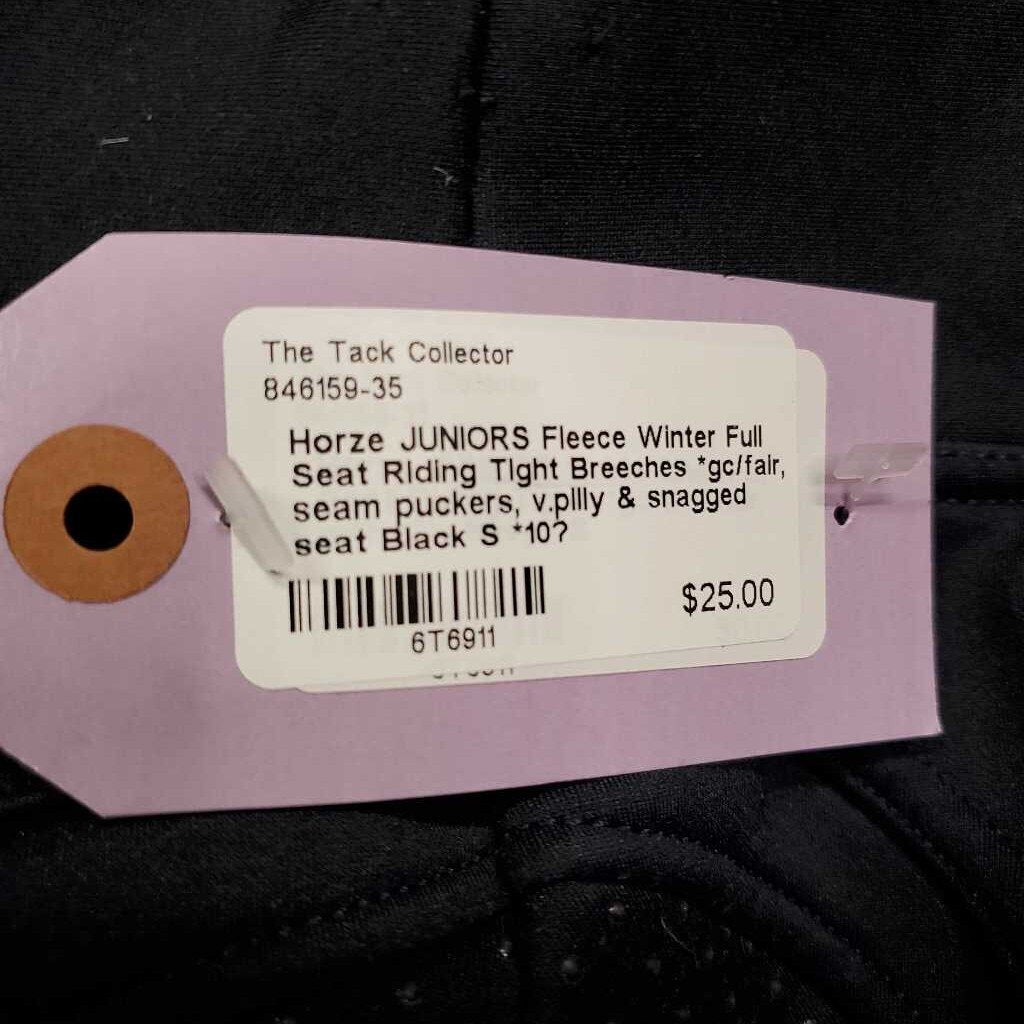 The Tack Collector
846159-35
Horze JUNIORS Fleece Winter Full
Seat Riding Tight Breeches *gc/fair,
seam puckers, v.pilly & snagged
seat Black S *10?
$25.00
6T6911